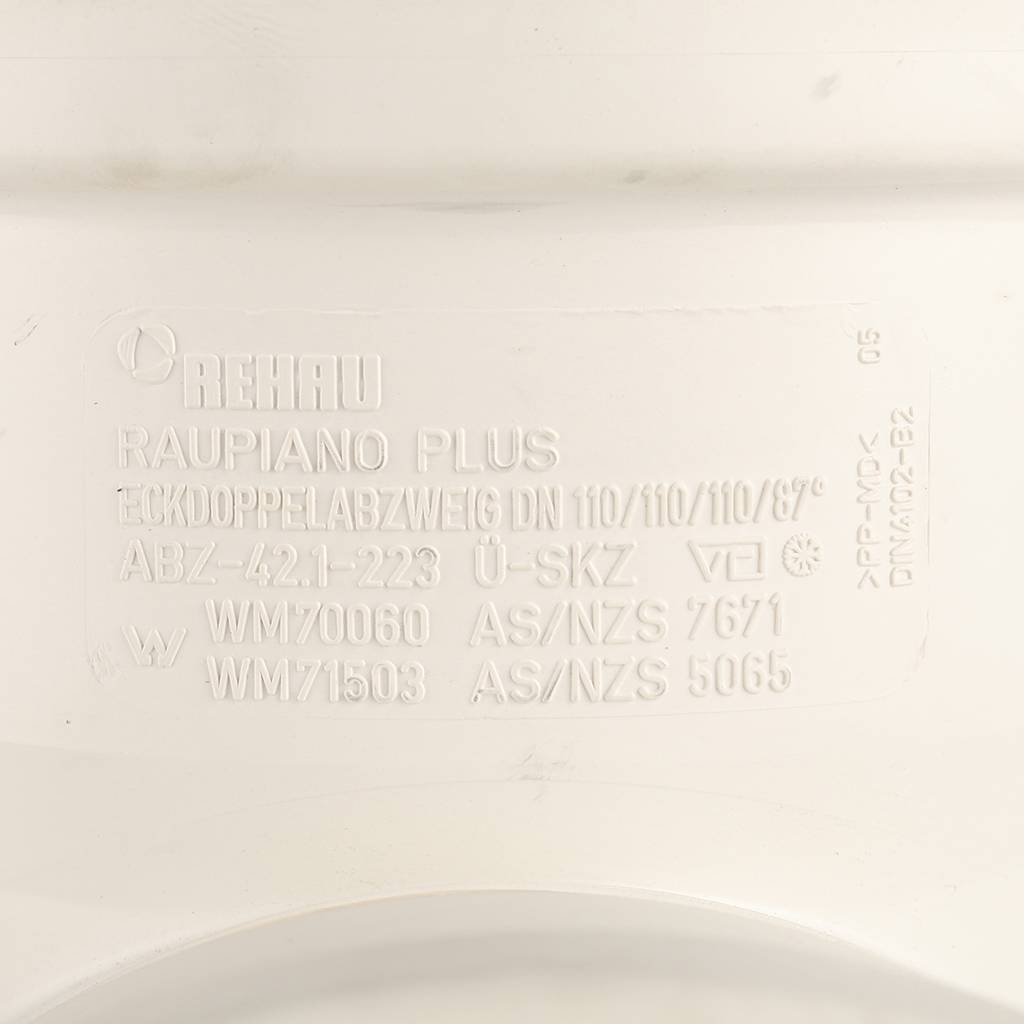 REHAU
RAUPIANO PLUS
ECKDOPPELABZWEIG DN 110/110/110/87°
ABZ-42.1-223 Ü-SKZ
WM70060 AS/NZS 7671
WM71503 AS/NZS 5065
>PP-MD< 05
DIN4102-B2